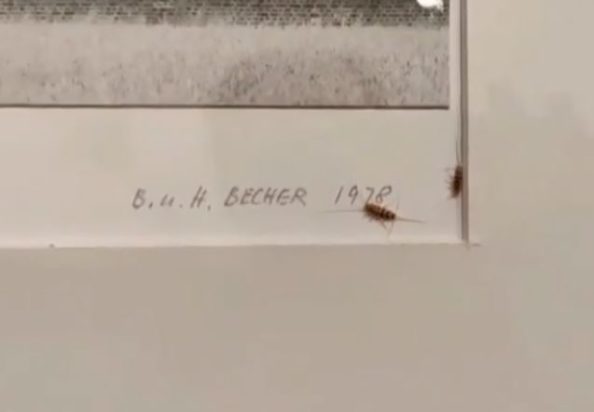 B. u. H. BECHER 1978